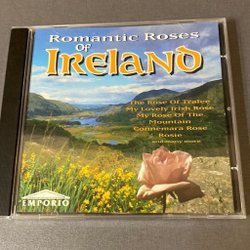 Romantic Roses
Of
IRELAND
The Rose Of Tralee
My Lovely Irish Rose
My Rose Of The
Mountain
Connemara Rose
Rosie
and many more
EMPORIO